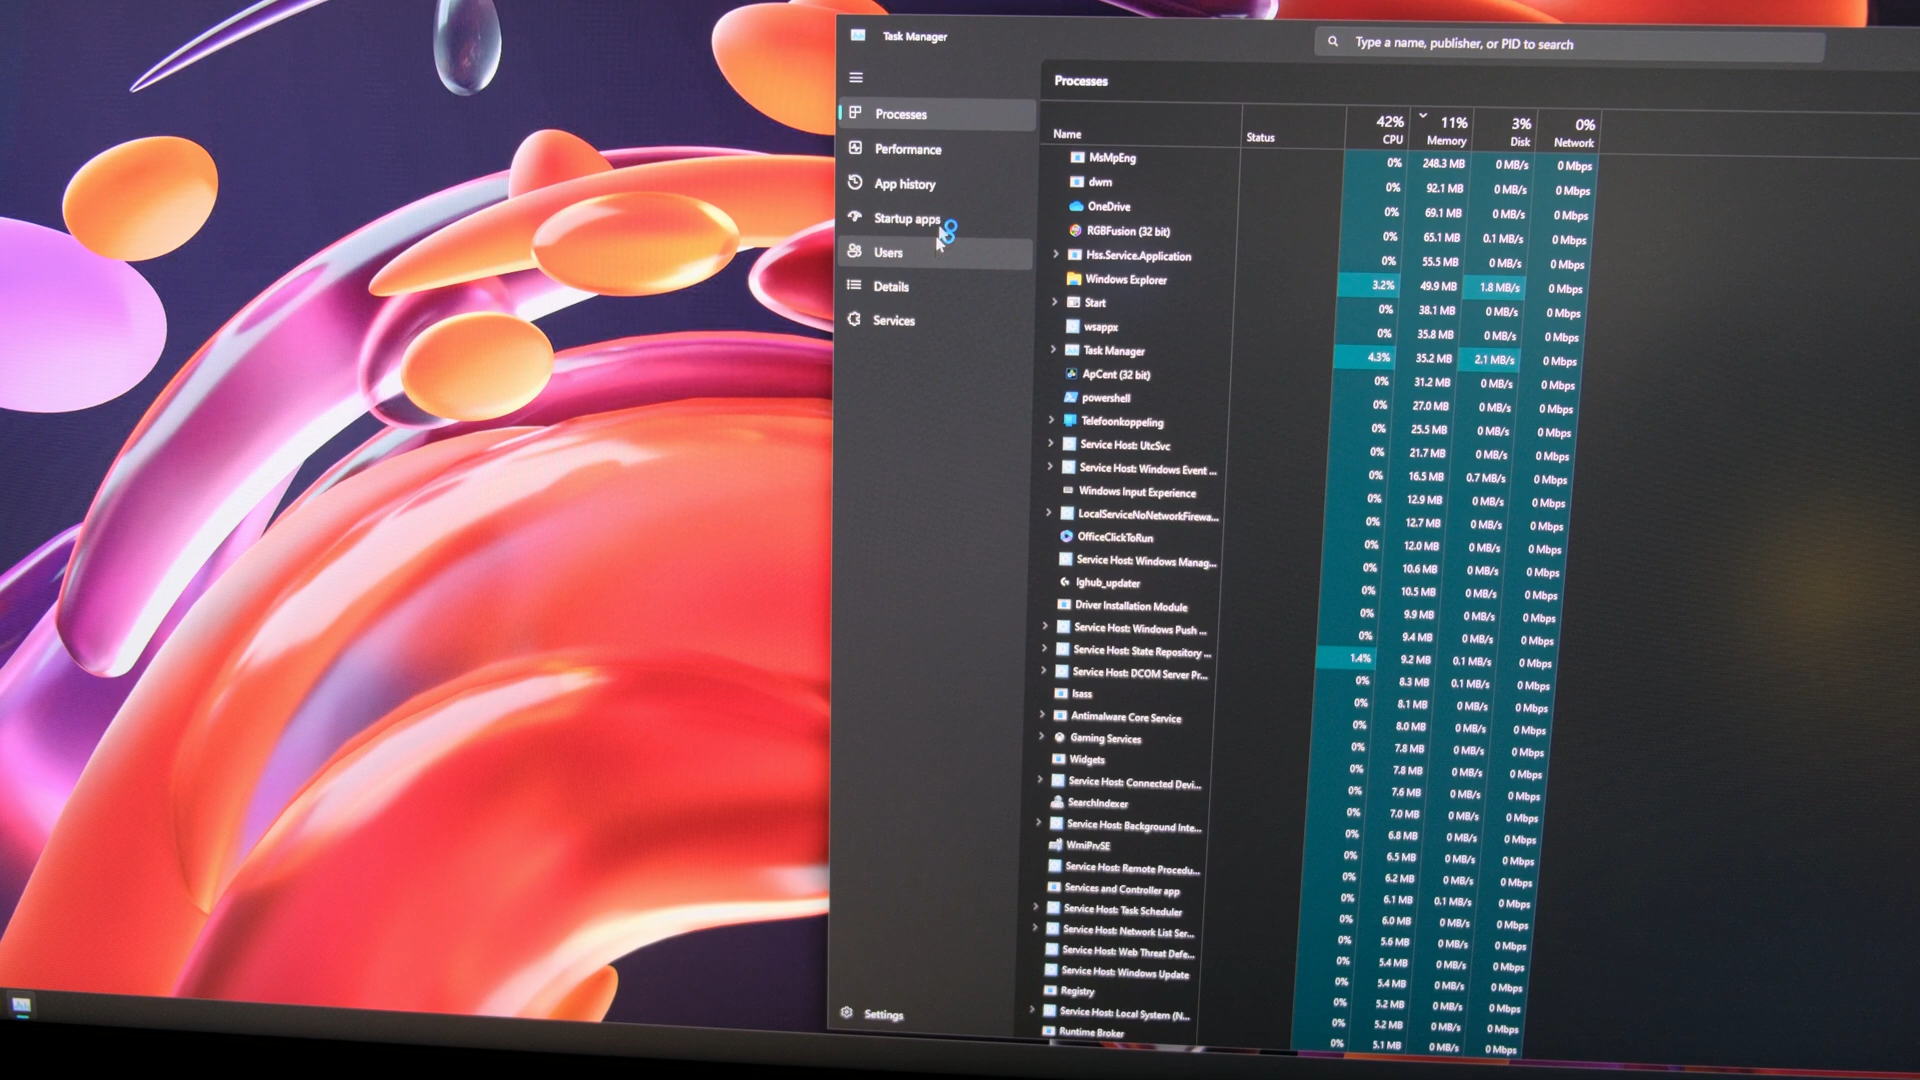 Task Manager
Type a name, publisher, or PID to search
Processes
Performance
App history
Startup apps
Users
Details
Services
Settings
Processes
42% 11% 3% 0%
Name Status CPU Memory Disk Network
MsMpEng 0% 248.3 MB 0 MB/s 0 Mbps
dwm 0% 92.1 MB 0 MB/s 0 Mbps
OneDrive 0% 69.1 MB 0 MB/s 0 Mbps
RGBFusion (32 bit) 0% 65.1 MB 0.1 MB/s 0 Mbps
Hss.Service.Application 0% 55.5 MB 0 MB/s 0 Mbps
Windows Explorer 3.2% 49.9 MB 1.8 MB/s 0 Mbps
Start 0% 38.1 MB 0 MB/s 0 Mbps
wsappx 0% 35.8 MB 0 MB/s 0 Mbps
Task Manager 4.3% 35.2 MB 2.1 MB/s 0 Mbps
ApCent (32 bit) 0% 31.2 MB 0 MB/s 0 Mbps
powershell 0% 27.0 MB 0 MB/s 0 Mbps
Telefoonkoppeling 0% 25.5 MB 0 MB/s 0 Mbps
Service Host: UtcSvc 0% 21.7 MB 0 MB/s 0 Mbps
Service Host: Windows Event ... 0% 16.5 MB 0.7 MB/s 0 Mbps
Windows Input Experience 0% 12.9 MB 0 MB/s 0 Mbps
LocalServiceNoNetworkFirewa... 0% 12.7 MB 0 MB/s 0 Mbps
OfficeClickToRun 0% 12.0 MB 0 MB/s 0 Mbps
Service Host: Windows Manag... 0% 10.6 MB 0 MB/s 0 Mbps
lghub_updater 0% 10.5 MB 0 MB/s 0 Mbps
Driver Installation Module 0% 9.9 MB 0 MB/s 0 Mbps
Service Host: Windows Push ... 0% 9.4 MB 0 MB/s 0 Mbps
Service Host: State Repository ... 1.4% 9.2 MB 0.1 MB/s 0 Mbps
Service Host: DCOM Server Pr... 0% 8.3 MB 0.1 MB/s 0 Mbps
lsass 0% 8.1 MB 0 MB/s 0 Mbps
Antimalware Core Service 0% 8.0 MB 0 MB/s 0 Mbps
Gaming Services 0% 7.8 MB 0 MB/s 0 Mbps
Widgets 0% 7.8 MB 0 MB/s 0 Mbps
Service Host: Connected Devi... 0% 7.6 MB 0 MB/s 0 Mbps
SearchIndexer 0% 7.0 MB 0 MB/s 0 Mbps
Service Host: Background Inte... 0% 6.8 MB 0 MB/s 0 Mbps
WmiPrvSE 0% 6.5 MB 0 MB/s 0 Mbps
Service Host: Remote Procedu... 0% 6.2 MB 0 MB/s 0 Mbps
Services and Controller app 0% 6.1 MB 0.1 MB/s 0 Mbps
Service Host: Task Scheduler 0% 6.0 MB 0 MB/s 0 Mbps
Service Host: Network List Ser... 0% 5.6 MB 0 MB/s 0 Mbps
Service Host: Web Threat Defe... 0% 5.4 MB 0 MB/s 0 Mbps
Service Host: Windows Update 0% 5.4 MB 0 MB/s 0 Mbps
Registry 0% 5.2 MB 0 MB/s 0 Mbps
Service Host: Local System (N... 0% 5.2 MB 0 MB/s 0 Mbps
Runtime Broker 0% 5.1 MB 0 MB/s 0 Mbps